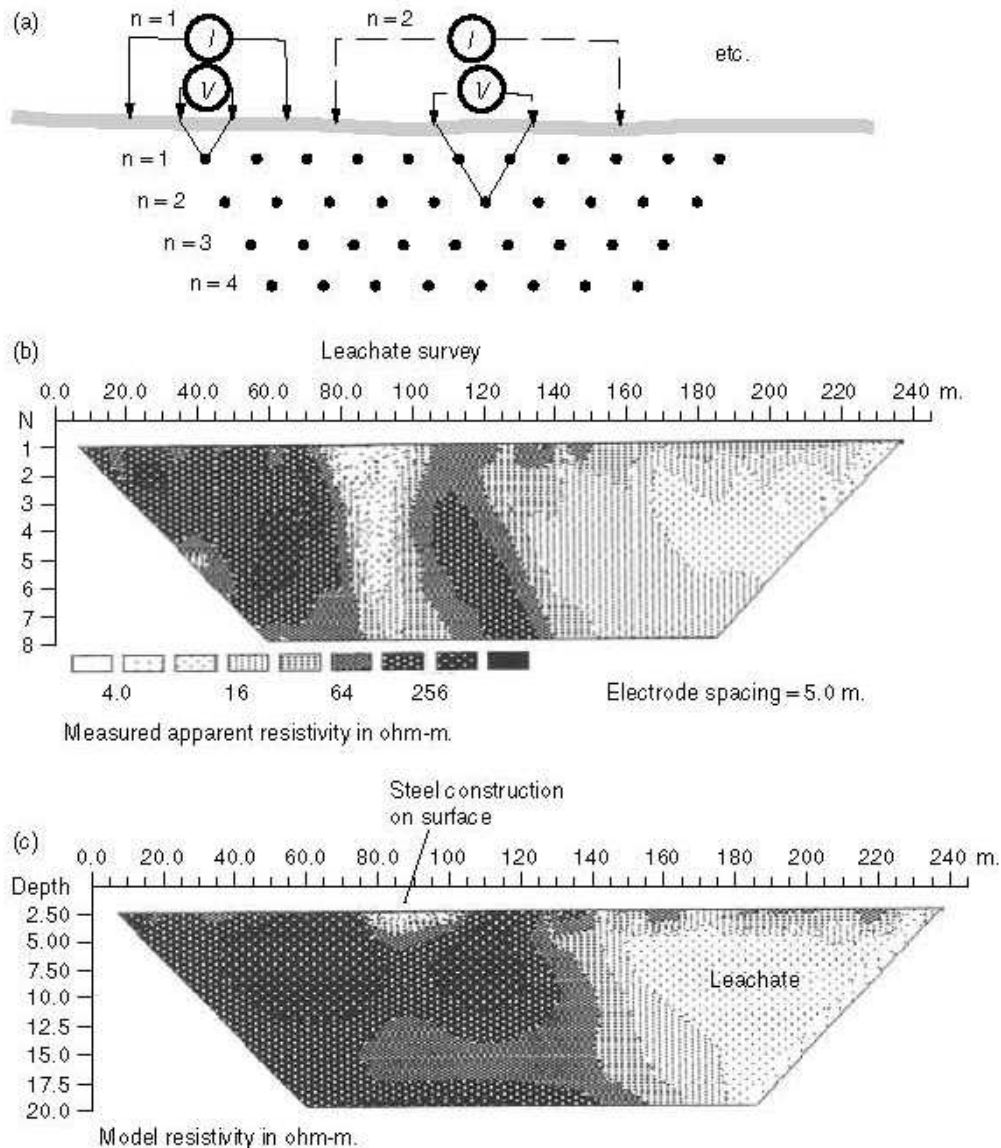 (a)
n = 1
I
n = 2
I
etc.
V
V
n = 1
n = 2
n = 3
n = 4
(b)
Leachate survey
0.0 20.0 40.0 60.0 80.0 100 120 140 160 180 200 220 240 m.
N
1
2
3
4
5
6
7
8
4.0 16 64 256
Electrode spacing = 5.0 m.
Measured apparent resistivity in ohm-m.
Steel construction
on surface
(c)
0.0 20.0 40.0 60.0 80.0 100 120 140 160 180 200 220 240 m.
Depth
2.50
5.00
7.50
10.0
12.5
15.0
17.5
20.0
Leachate
Model resistivity in ohm-m.